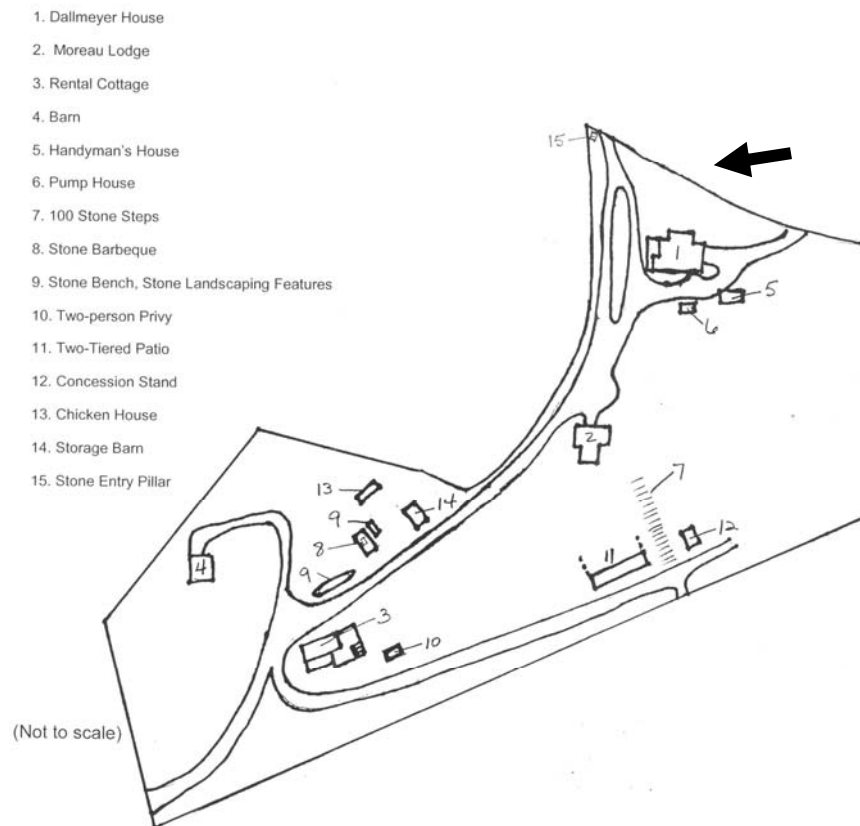 1. Dallmeyer House
2. Moreau Lodge
3. Rental Cottage
4. Barn
5. Handyman's House
6. Pump House
7. 100 Stone Steps
8. Stone Barbeque
9. Stone Bench, Stone Landscaping Features
10. Two-person Privy
11. Two-Tiered Patio
12. Concession Stand
13. Chicken House
14. Storage Barn
15. Stone Entry Pillar
15
1
5
6
2
7
13
14
9
12
8
11
4
9
3
10
(Not to scale)